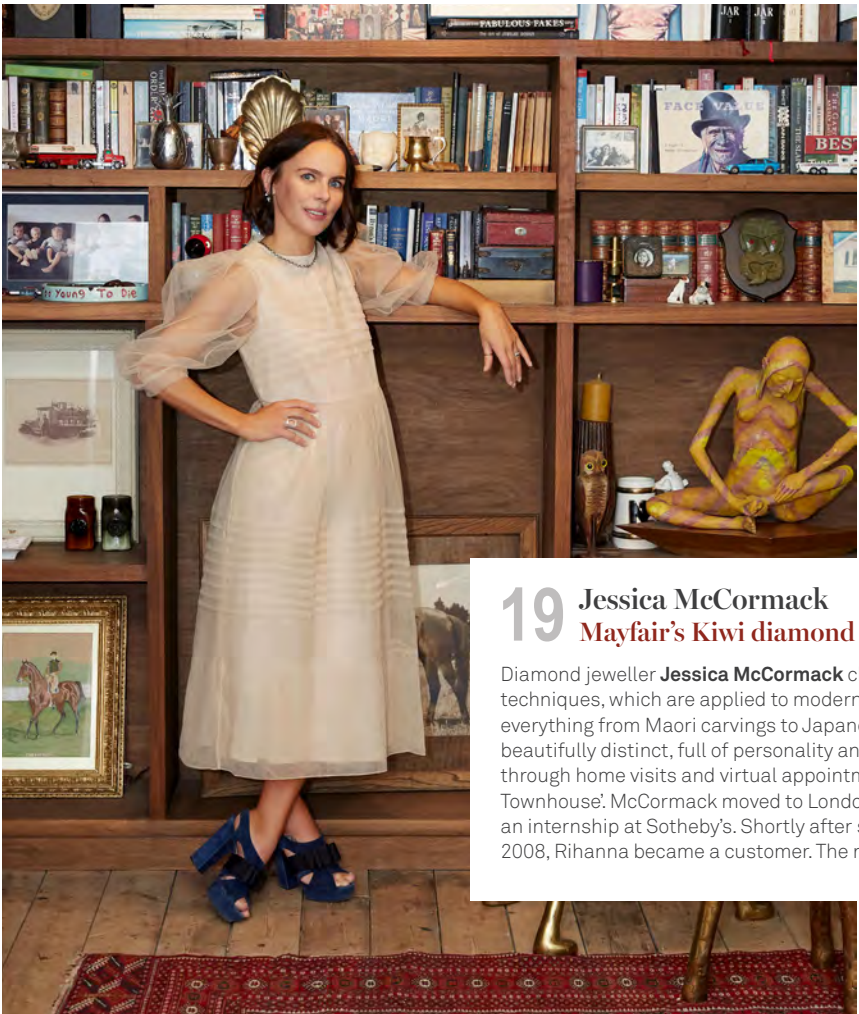 FABULOUS FAKES
JAR JAR
FACE VALUE
BEST
Young To Die
19 Jessica McCormack
Mayfair's Kiwi diamond
Diamond jeweller Jessica McCormack c
techniques, which are applied to modern
everything from Maori carvings to Japane
beautifully distinct, full of personality an
through home visits and virtual appointm
Townhouse'. McCormack moved to Londo
an internship at Sotheby's. Shortly after s
2008, Rihanna became a customer. The r